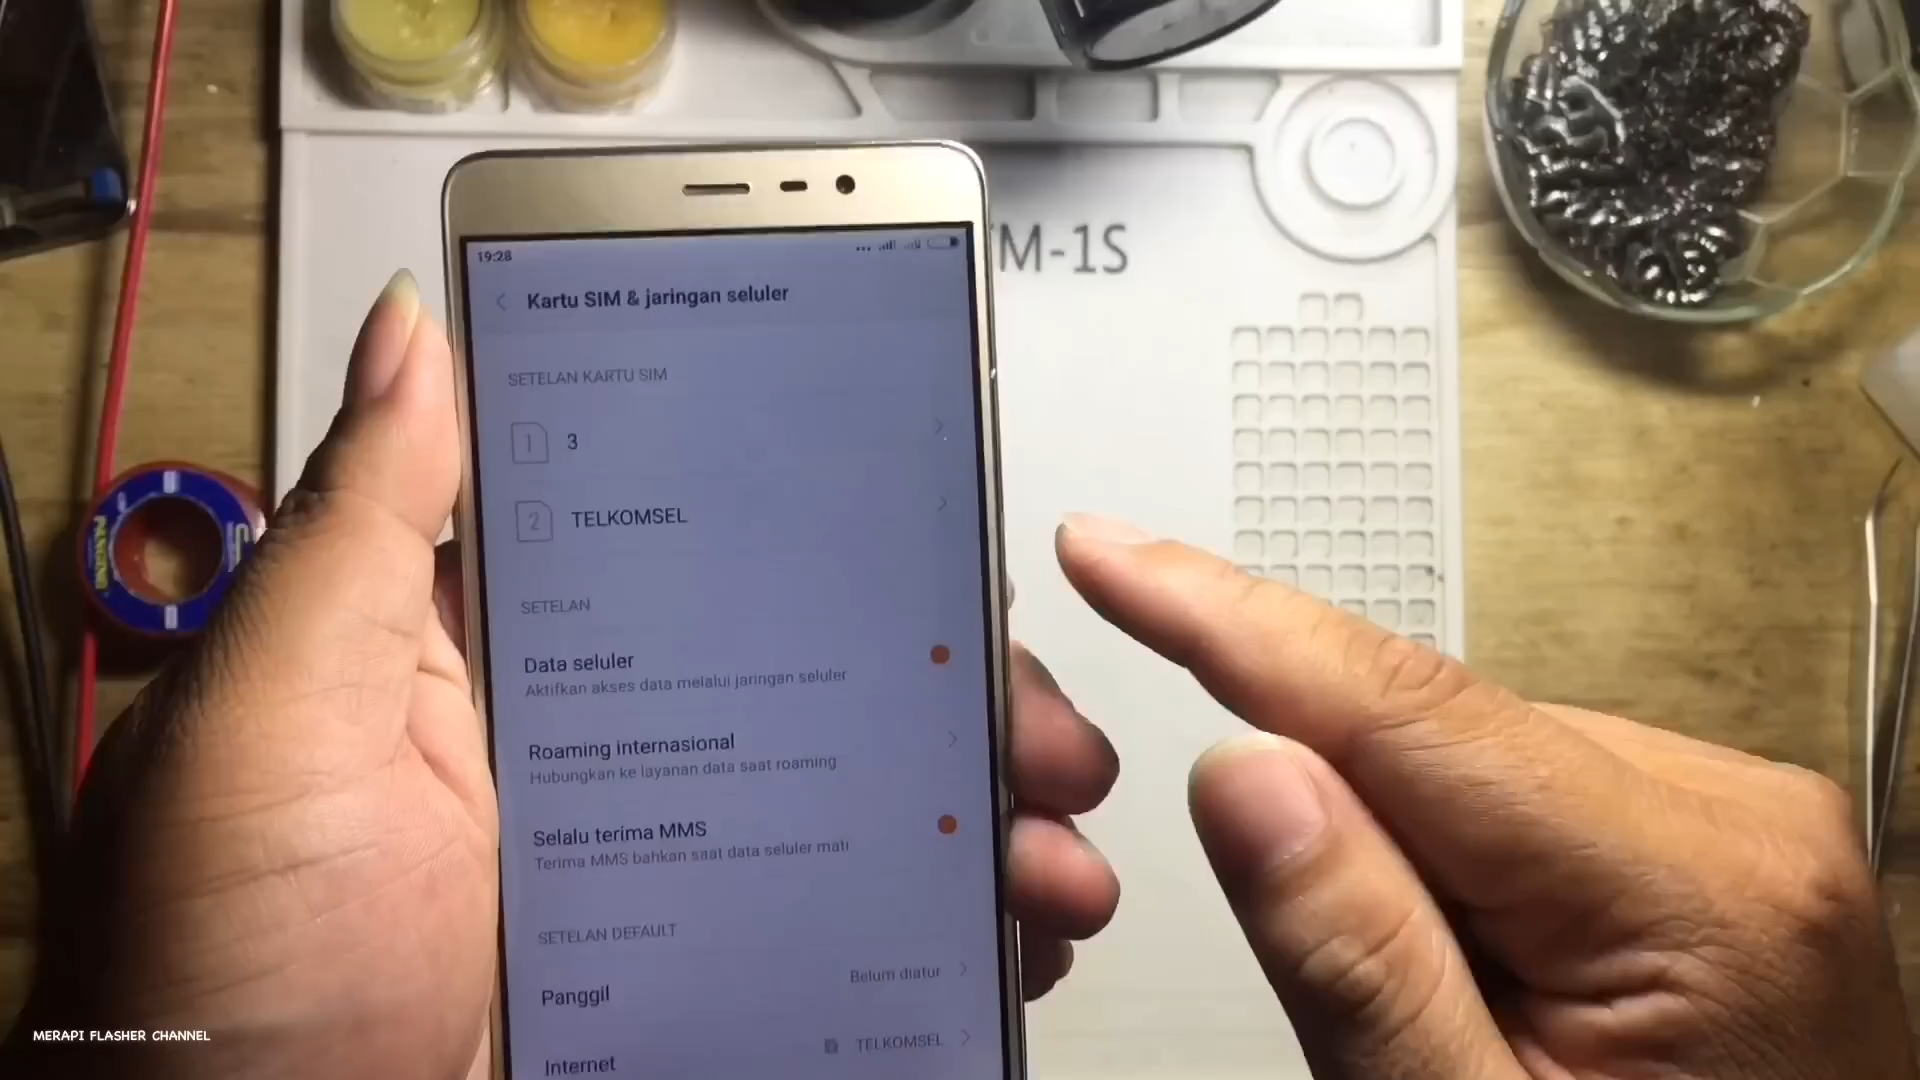 19:28
Kartu SIM & jaringan seluler
SETELAN KARTU SIM
1 3
2 TELKOMSEL
SETELAN
Data seluler
Aktifkan akses data melalui jaringan seluler
Roaming internasional
Hubungkan ke layanan data saat roaming
Selalu terima MMS
Terima MMS bahkan saat data seluler mati
SETELAN DEFAULT
Panggil Belum diatur
Internet TELKOMSEL
M-1S
MERAPI FLASHER CHANNEL